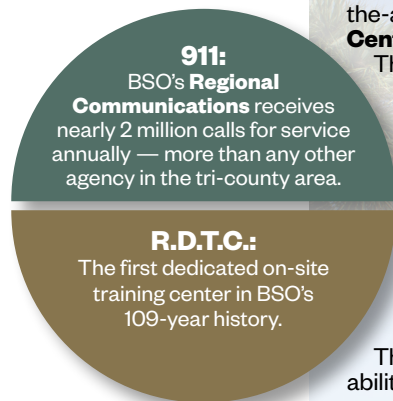 the-a
Cent
Th
911:
BSO's Regional
Communications receives
nearly 2 million calls for service
annually — more than any other
agency in the tri-county area.
R.D.T.C.:
The first dedicated on-site
training center in BSO's
109-year history.
Th
abilit